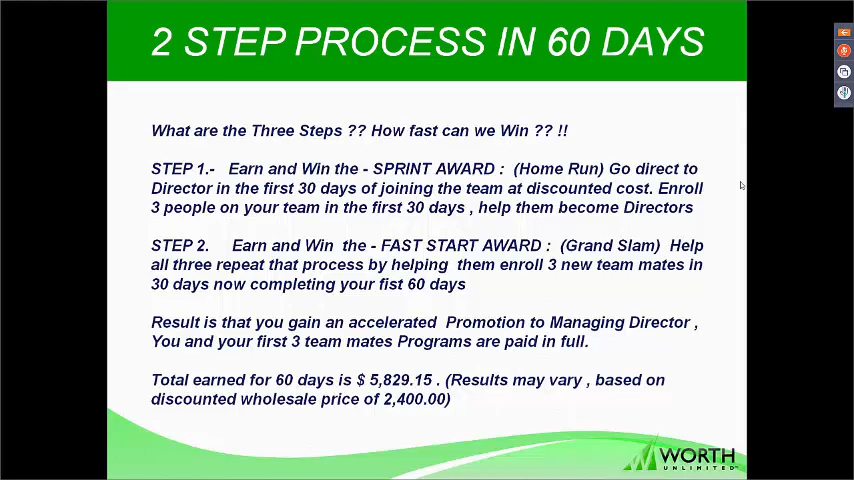 2 STEP PROCESS IN 60 DAYS
What are the Three Steps ?? How fast can we Win ?? !!
STEP 1.- Earn and Win the - SPRINT AWARD : (Home Run) Go direct to
Director in the first 30 days of joining the team at discounted cost. Enroll
3 people on your team in the first 30 days , help them become Directors
STEP 2. Earn and Win the - FAST START AWARD : (Grand Slam) Help
all three repeat that process by helping them enroll 3 new team mates in
30 days now completing your fist 60 days
Result is that you gain an accelerated Promotion to Managing Director ,
You and your first 3 team mates Programs are paid in full.
Total earned for 60 days is $ 5,829.15 . (Results may vary , based on
discounted wholesale price of 2,400.00)
WORTH
UNLIMITED™